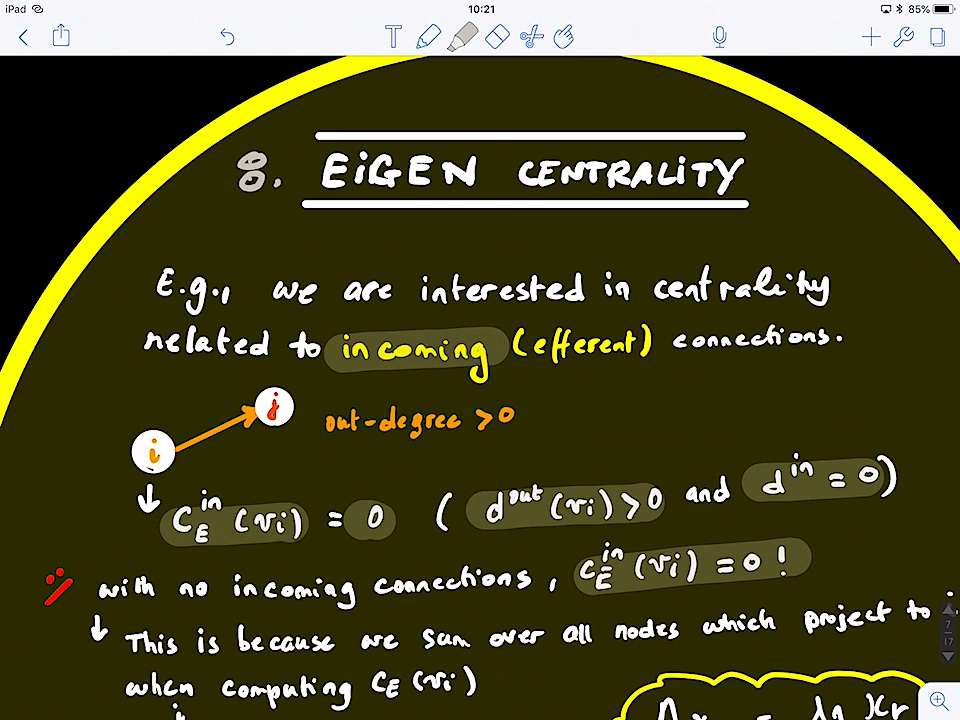 iPad
10:21
85%
8. EiGEN CENTRALITY
E.g., we are interested in centrality
related to incoming (efferent) connections.
i j out-degree > 0
C_E^in (vi) = 0 ( d^out (vi) > 0 and d^in = 0)
with no incoming connections, C_E^in (vi) = 0 !
This is because we sum over all nodes which project to i
when computing C_E (vi)
7
17